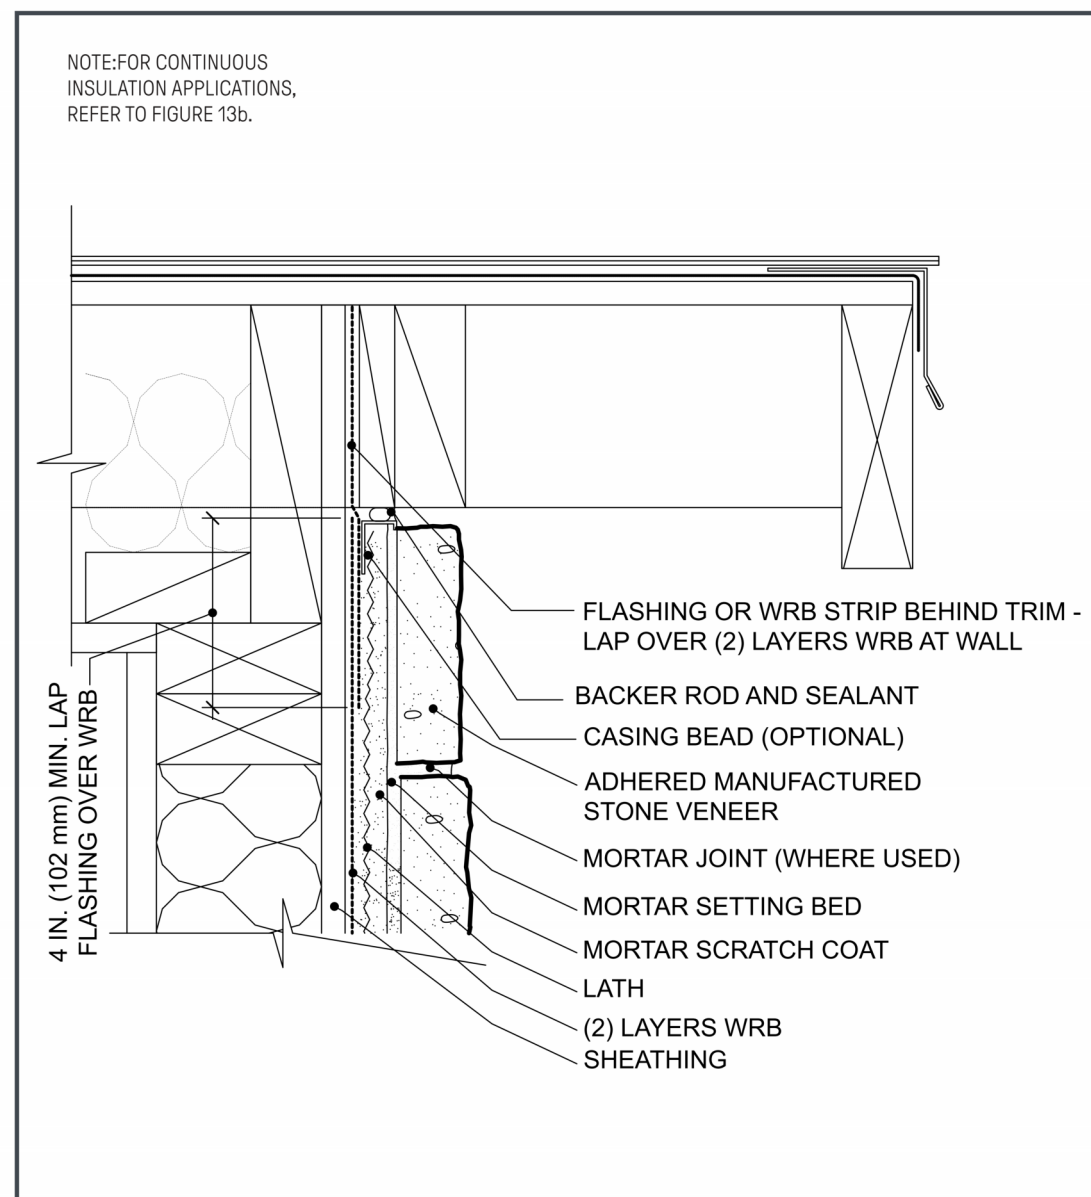 NOTE:FOR CONTINUOUS
INSULATION APPLICATIONS,
REFER TO FIGURE 13b.
FLASHING OR WRB STRIP BEHIND TRIM -
LAP OVER (2) LAYERS WRB AT WALL
BACKER ROD AND SEALANT
CASING BEAD (OPTIONAL)
ADHERED MANUFACTURED
STONE VENEER
MORTAR JOINT (WHERE USED)
MORTAR SETTING BED
MORTAR SCRATCH COAT
LATH
(2) LAYERS WRB
SHEATHING
4 IN. (102 mm) MIN. LAP
FLASHING OVER WRB